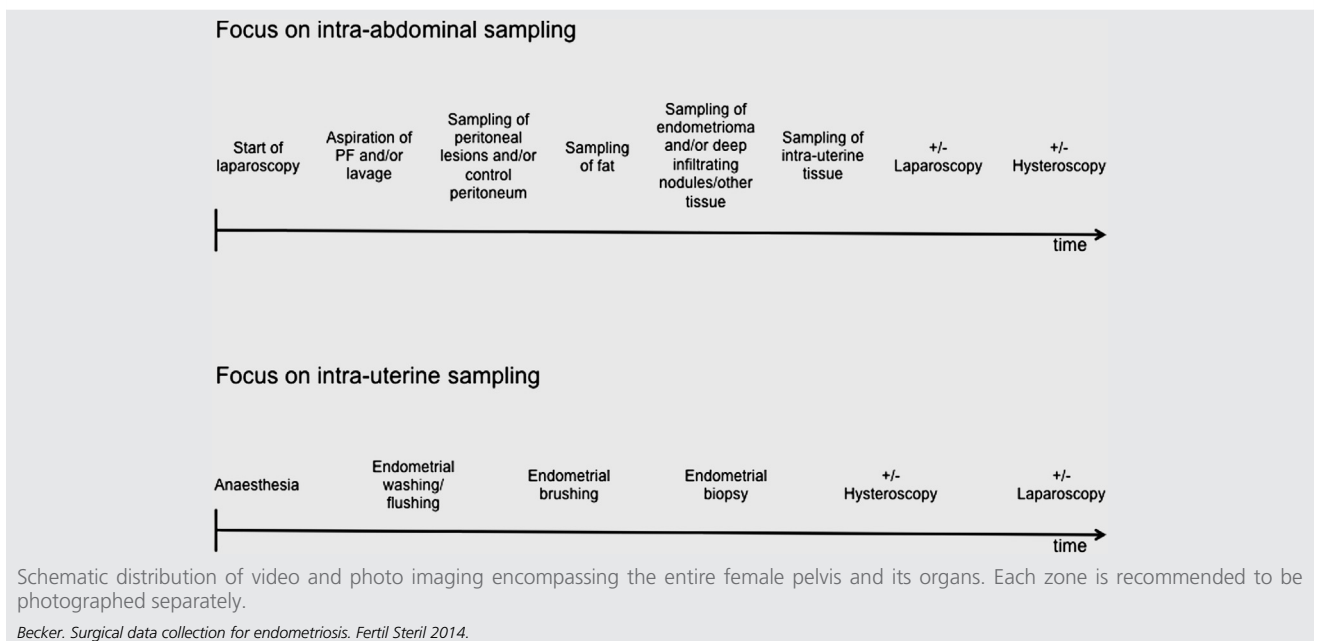 Focus on intra-abdominal sampling
Start of
laparoscopy
Aspiration of
PF and/or
lavage
Sampling of
peritoneal
lesions and/or
control
peritoneum
Sampling
of fat
Sampling of
endometrioma
and/or deep
infiltrating
nodules/other
tissue
Sampling of
intra-uterine
tissue
+/-
Laparoscopy
+/-
Hysteroscopy
time
Focus on intra-uterine sampling
Anaesthesia
Endometrial
washing/
flushing
Endometrial
brushing
Endometrial
biopsy
+/-
Hysteroscopy
+/-
Laparoscopy
time
Schematic distribution of video and photo imaging encompassing the entire female pelvis and its organs. Each zone is recommended to be
photographed separately.
Becker. Surgical data collection for endometriosis. Fertil Steril 2014.